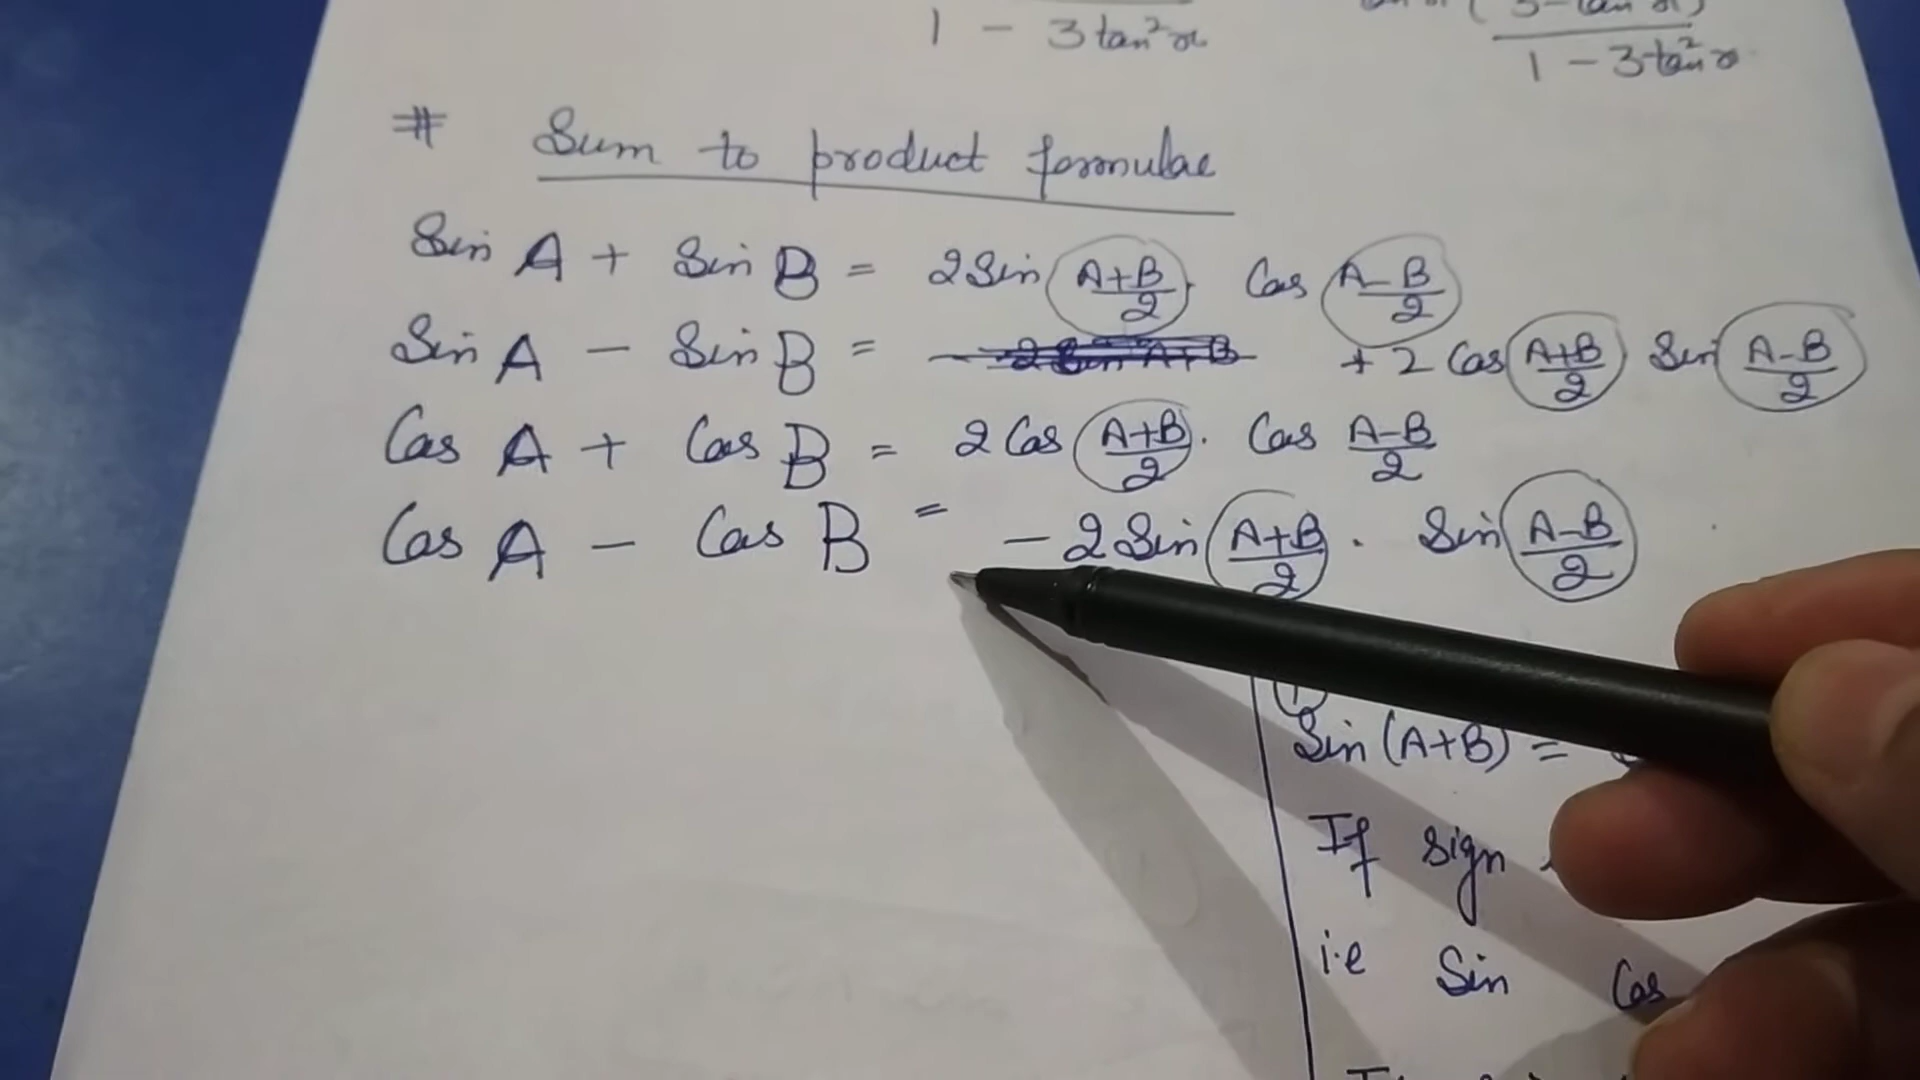 1 - 3 tan² x
1 - 3 tan² x
# Sum to product formulae
Sin A + Sin B = 2 Sin (A+B)/2 . Cos (A-B)/2
Sin A - Sin B = + 2 Cos (A+B)/2 Sin (A-B)/2
Cos A + Cos B = 2 Cos (A+B)/2 . Cos (A-B)/2
Cos A - Cos B = - 2 Sin (A+B)/2 . Sin (A-B)/2
Sin (A+B) =
If sign
i.e Sin Cos